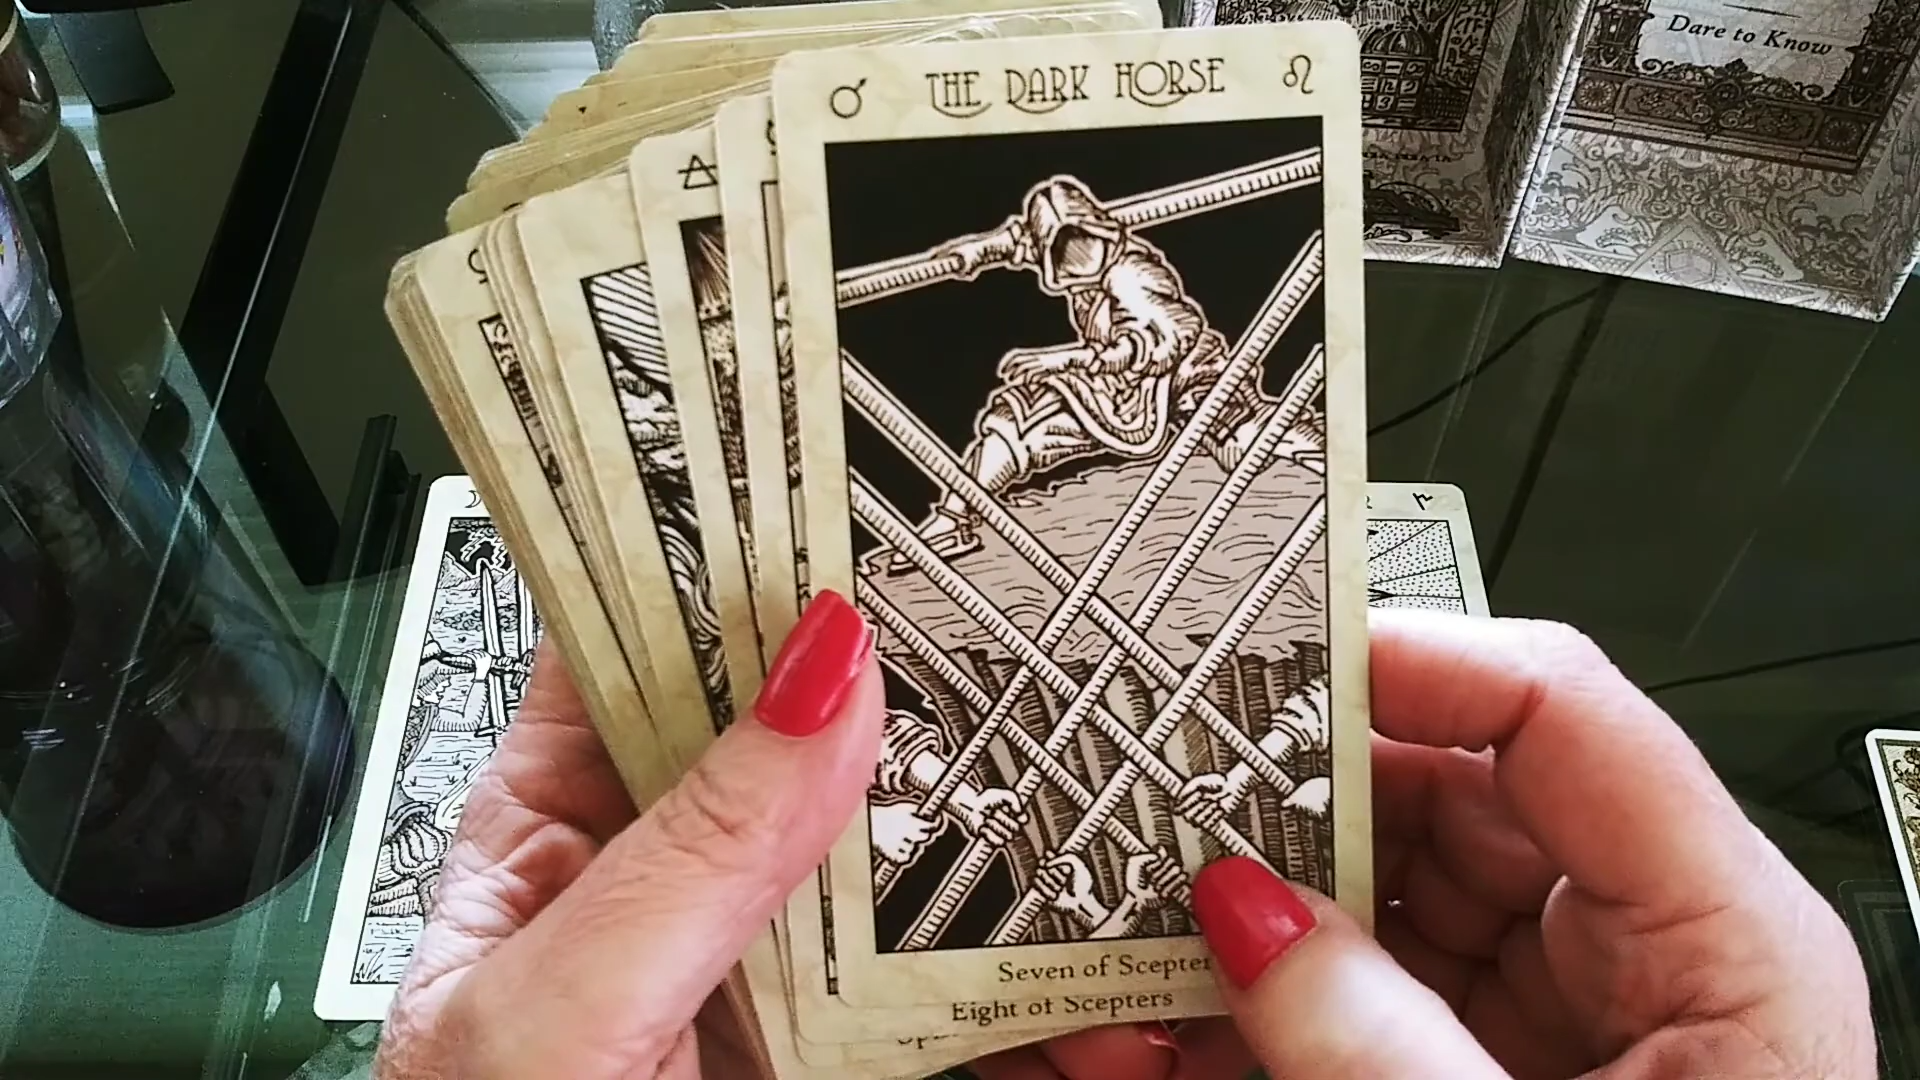 Dare to Know
THE DARK HORSE
Seven of Scepter
Eight of Scepters